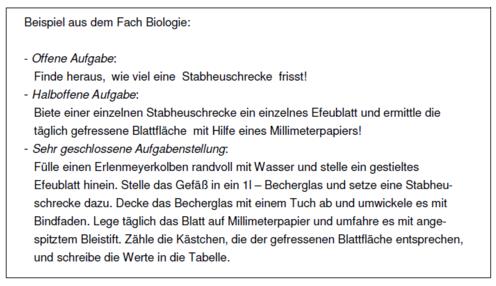 Beispiel aus dem Fach Biologie:
- Offene Aufgabe:
Finde heraus, wie viel eine Stabheuschrecke frisst!
- Halboffene Aufgabe:
Biete einer einzelnen Stabheuschrecke ein einzelnes Efeublatt und ermittle die
täglich gefressene Blattfläche mit Hilfe eines Millimeterpapiers!
- Sehr geschlossene Aufgabenstellung:
Fülle einen Erlenmeyerkolben randvoll mit Wasser und stelle ein gestieltes
Efeublatt hinein. Stelle das Gefäß in ein 1l – Becherglas und setze eine Stabheu-
schrecke dazu. Decke das Becherglas mit einem Tuch ab und umwickele es mit
Bindfaden. Lege täglich das Blatt auf Millimeterpapier und umfahre es mit ange-
spitztem Bleistift. Zähle die Kästchen, die der gefressenen Blattfläche entsprechen,
und schreibe die Werte in die Tabelle.